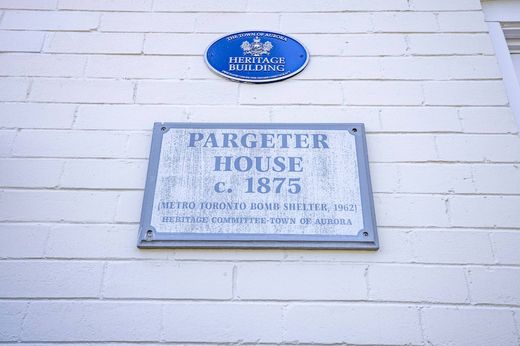 THE TOWN OF AURORA
HERITAGE
BUILDING
PARGETER
HOUSE
c. 1875
(METRO TORONTO BOMB SHELTER, 1962)
HERITAGE COMMITTEE-TOWN OF AURORA